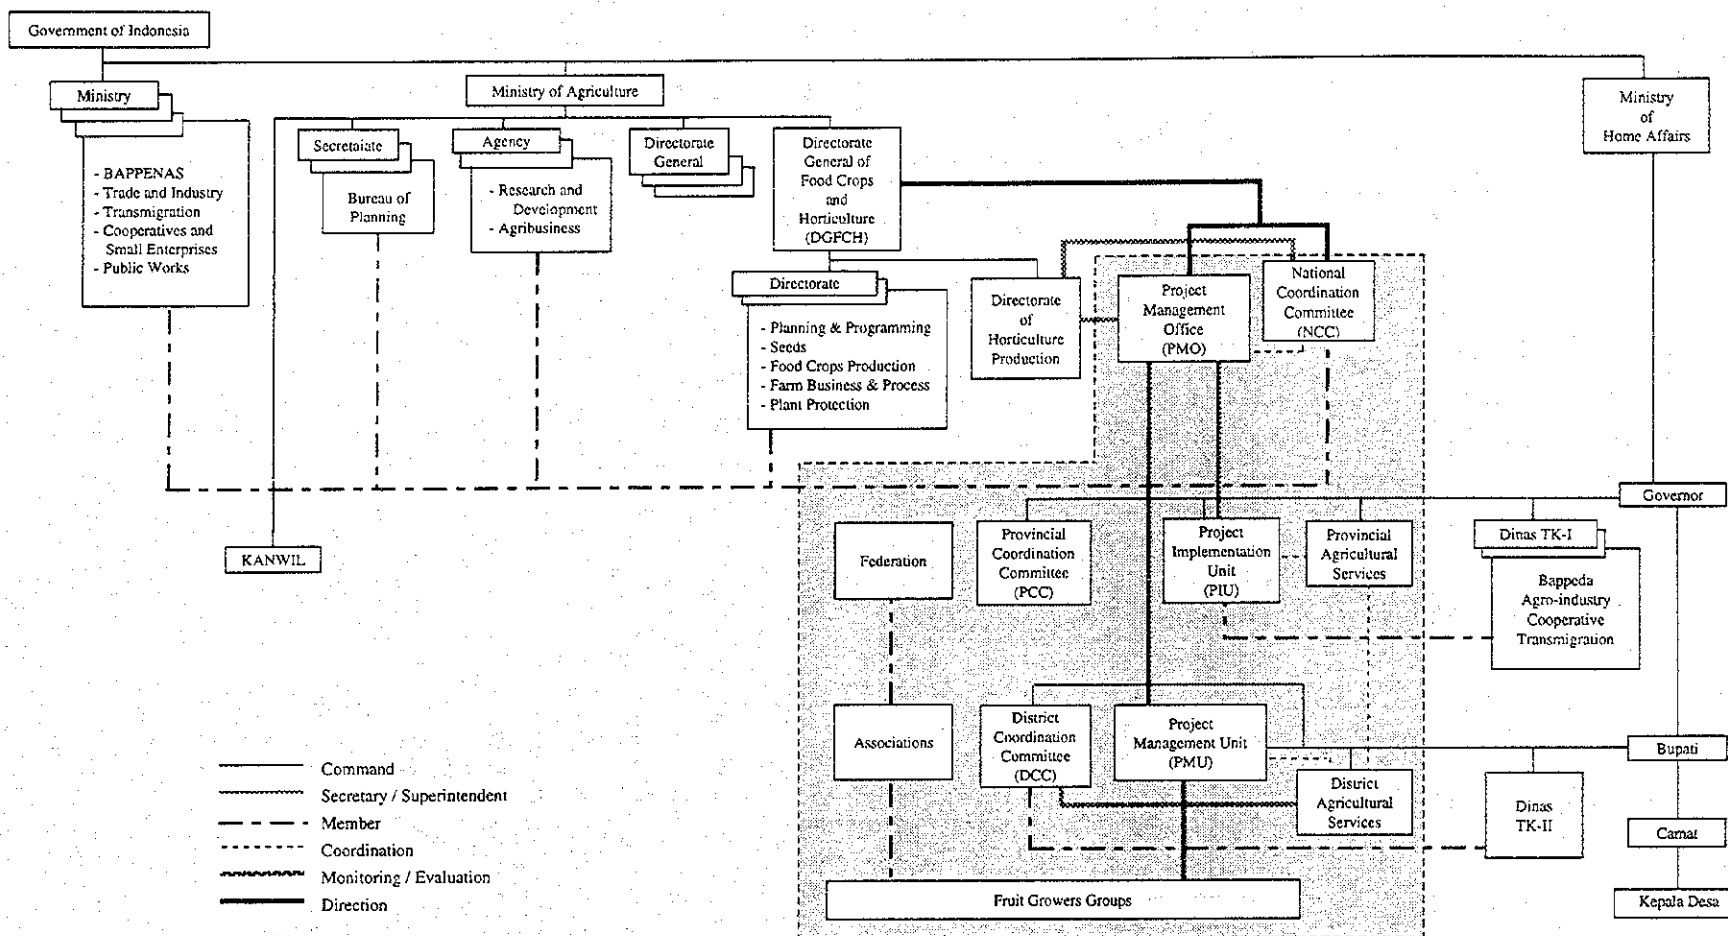 Government of Indonesia
Ministry
- BAPPENAS
- Trade and Industry
- Transmigration
- Cooperatives and
Small Enterprises
- Public Works
Ministry of Agriculture
Secretaiate
Bureau of
Planning
Agency
- Research and
Development
- Agribusiness
Directorate
General
Directorate
General of
Food Crops
and
Horticulture
(DGFCH)
Ministry
of
Home Affairs
Directorate
- Planning & Programming
- Seeds
- Food Crops Production
- Farm Business & Process
- Plant Protection
Directorate
of
Horticulture
Production
Project
Management
Office
(PMO)
National
Coordination
Committee
(NCC)
KANWIL
Federation
Provincial
Coordination
Committee
(PCC)
Project
Implementation
Unit
(PIU)
Provincial
Agricultural
Services
Dinas TK-I
Bappeda
Agro-industry
Cooperative
Transmigration
Governor
Associations
District
Coordination
Committee
(DCC)
Project
Management Unit
(PMU)
District
Agricultural
Services
Dinas
TK-II
Bupati
Camat
Kepala Desa
Fruit Growers Groups
Command
Secretary / Superintendent
Member
Coordination
Monitoring / Evaluation
Direction